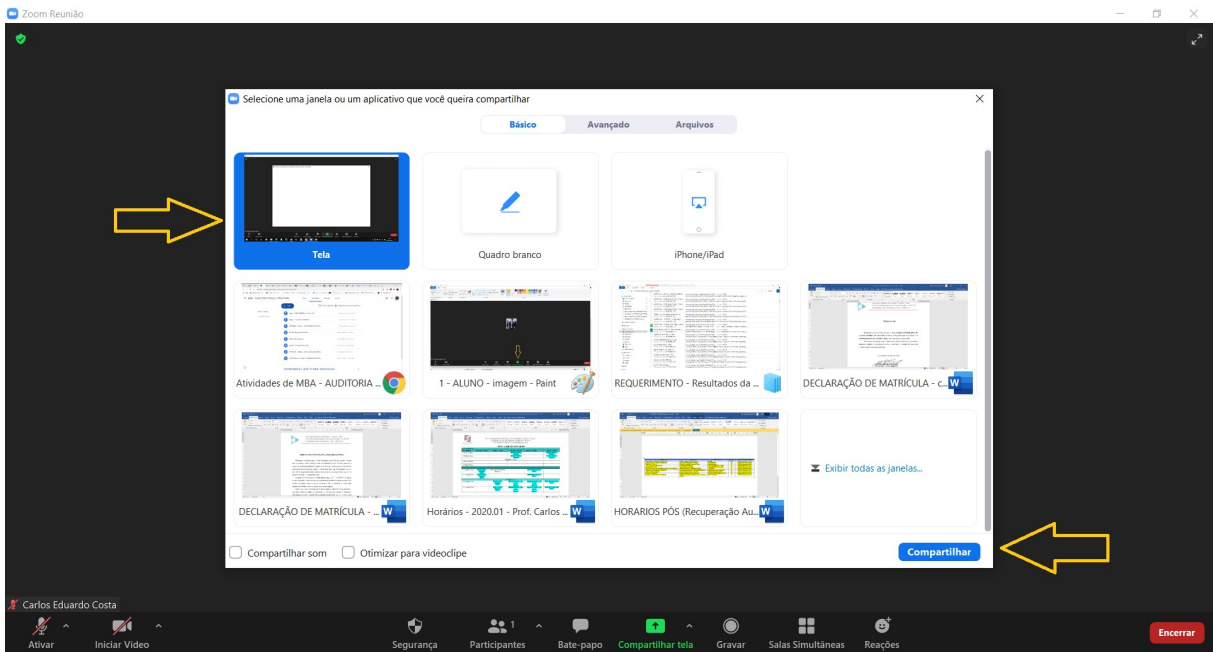 Zoom Reunião
Selecione uma janela ou um aplicativo que você queira compartilhar
Básico Avançado Arquivos
Tela Quadro branco iPhone/iPad
Atividades de MBA - AUDITORIA ... 1 - ALUNO - imagem - Paint REQUERIMENTO - Resultados da ... DECLARAÇÃO DE MATRÍCULA - c...
DECLARAÇÃO DE MATRÍCULA - ... Horários - 2020.01 - Prof. Carlos ... HORARIOS PÓS (Recuperação Au... Exibir todas as janelas...
Compartilhar som Otimizar para videoclipe Compartilhar
Carlos Eduardo Costa
1
Ativar Iniciar Vídeo Segurança Participantes Bate-papo Compartilhar tela Gravar Salas Simultâneas Reações Encerrar